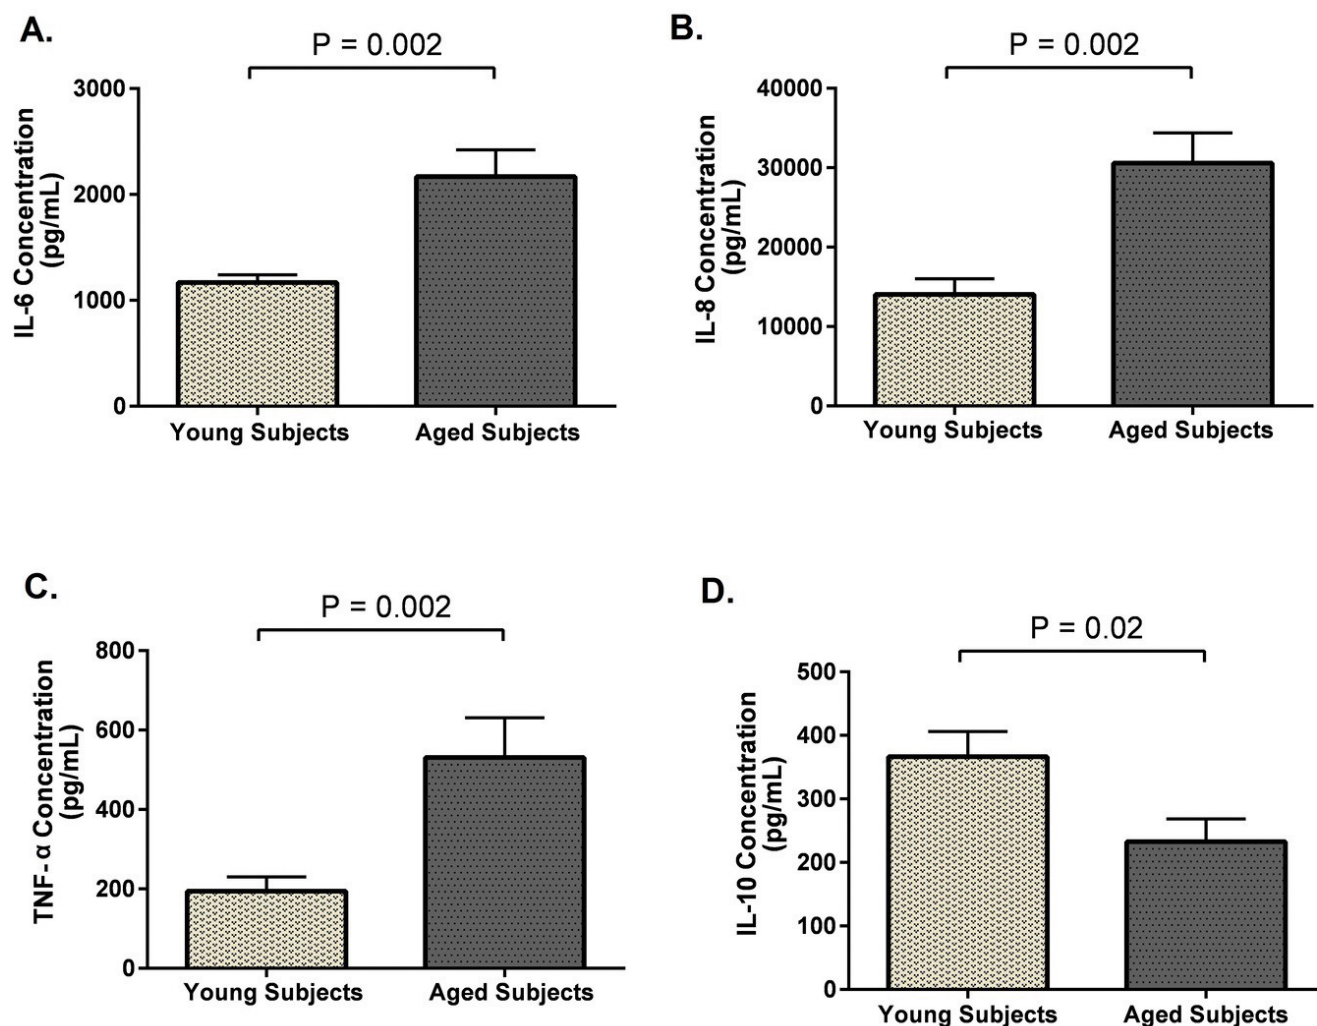 A.
P = 0.002
IL-6 Concentration
(pg/mL)
3000
2000
1000
0
Young Subjects
Aged Subjects
B.
P = 0.002
IL-8 Concentration
(pg/mL)
40000
30000
20000
10000
0
Young Subjects
Aged Subjects
C.
P = 0.002
TNF- α Concentration
(pg/mL)
800
600
400
200
0
Young Subjects
Aged Subjects
D.
P = 0.02
IL-10 Concentration
(pg/mL)
500
400
300
200
100
0
Young Subjects
Aged Subjects